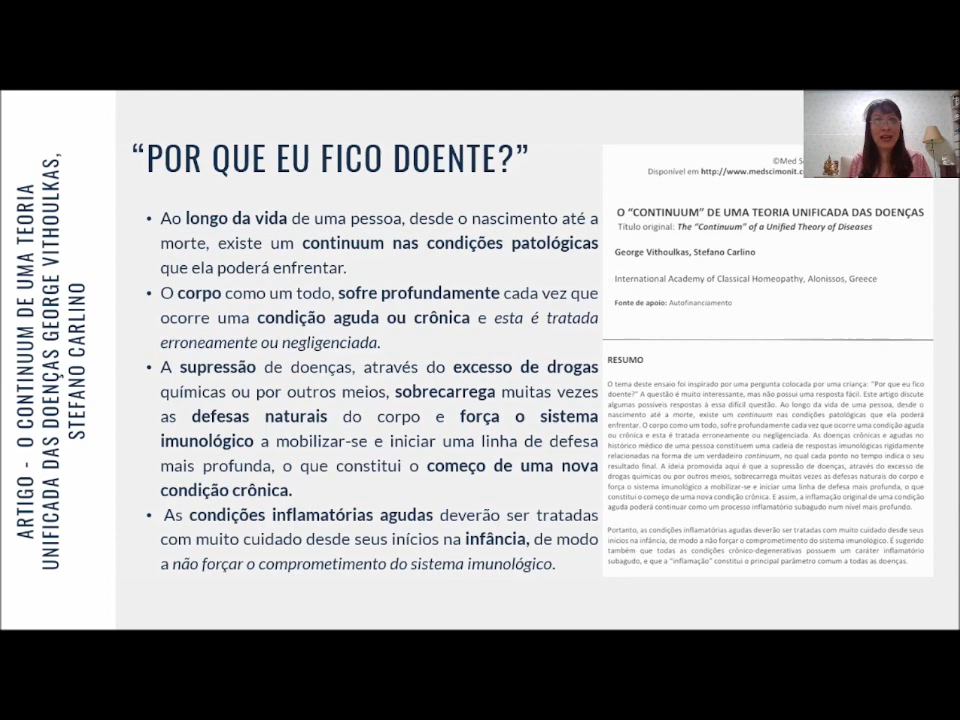 ARTIGO - O CONTINUUM DE UMA TEORIA
UNIFICADA DAS DOENÇAS GEORGE VITHOULKAS,
STEFANO CARLINO
“POR QUE EU FICO DOENTE?”
• Ao longo da vida de uma pessoa, desde o nascimento até a
morte, existe um continuum nas condições patológicas
que ela poderá enfrentar.
• O corpo como um todo, sofre profundamente cada vez que
ocorre uma condição aguda ou crônica e esta é tratada
erroneamente ou negligenciada.
• A supressão de doenças, através do excesso de drogas
químicas ou por outros meios, sobrecarrega muitas vezes
as defesas naturais do corpo e força o sistema
imunológico a mobilizar-se e iniciar uma linha de defesa
mais profunda, o que constitui o começo de uma nova
condição crônica.
• As condições inflamatórias agudas deverão ser tratadas
com muito cuidado desde seus inícios na infância, de modo
a não forçar o comprometimento do sistema imunológico.
©Med
Disponível em http://www.medscimonit.c
O “CONTINUUM” DE UMA TEORIA UNIFICADA DAS DOENÇAS
Título original: The “Continuum” of a Unified Theory of Diseases
George Vithoulkas, Stefano Carlino
International Academy of Classical Homeopathy, Alonissos, Greece
Fonte de apoio: Autofinanciamento
RESUMO
O tema deste ensaio foi inspirado por uma pergunta colocada por uma criança: “Por que eu fico
doente?” A questão é muito interessante, mas não possui uma resposta fácil. Este artigo discute
algumas possíveis respostas à essa difícil questão. Ao longo da vida de uma pessoa, desde o
nascimento até a morte, existe um continuum nas condições patológicas que ela poderá
enfrentar. O corpo como um todo, sofre profundamente cada vez que ocorre uma condição aguda
ou crônica e esta é tratada erroneamente ou negligenciada. As doenças crônicas e agudas no
histórico médico de uma pessoa constituem uma cadeia de respostas imunológicas rigidamente
relacionadas na forma de um verdadeiro continuum, no qual cada ponto no tempo indica o seu
resultado final. A ideia promovida aqui é que a supressão de doenças, através do excesso de
drogas químicas ou por outros meios, sobrecarrega muitas vezes as defesas naturais do corpo e
força o sistema imunológico a mobilizar-se e iniciar uma linha de defesa mais profunda, o que
constitui o começo de uma nova condição crônica. E assim, a inflamação original de uma condição
aguda poderá continuar como um processo inflamatório subagudo num nível mais profundo.
Portanto, as condições inflamatórias agudas deverão ser tratadas com muito cuidado desde seus
inícios na infância, de modo a não forçar o comprometimento do sistema imunológico. É sugerido
também que todas as condições crônico-degenerativas possuem um caráter inflamatório
subagudo, e que a “inflamação” constitui o principal parâmetro comum a todas as doenças.